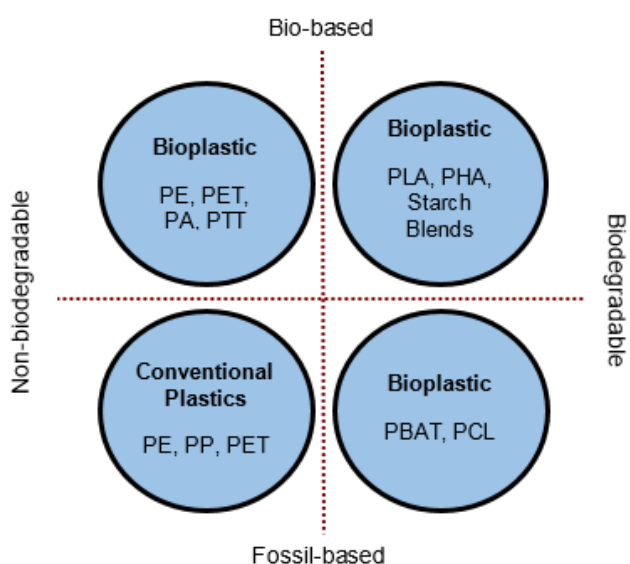 Bio-based
Bioplastic
PE, PET,
PA, PTT
Bioplastic
PLA, PHA,
Starch
Blends
Non-biodegradable
Biodegradable
Conventional
Plastics
PE, PP, PET
Bioplastic
PBAT, PCL
Fossil-based